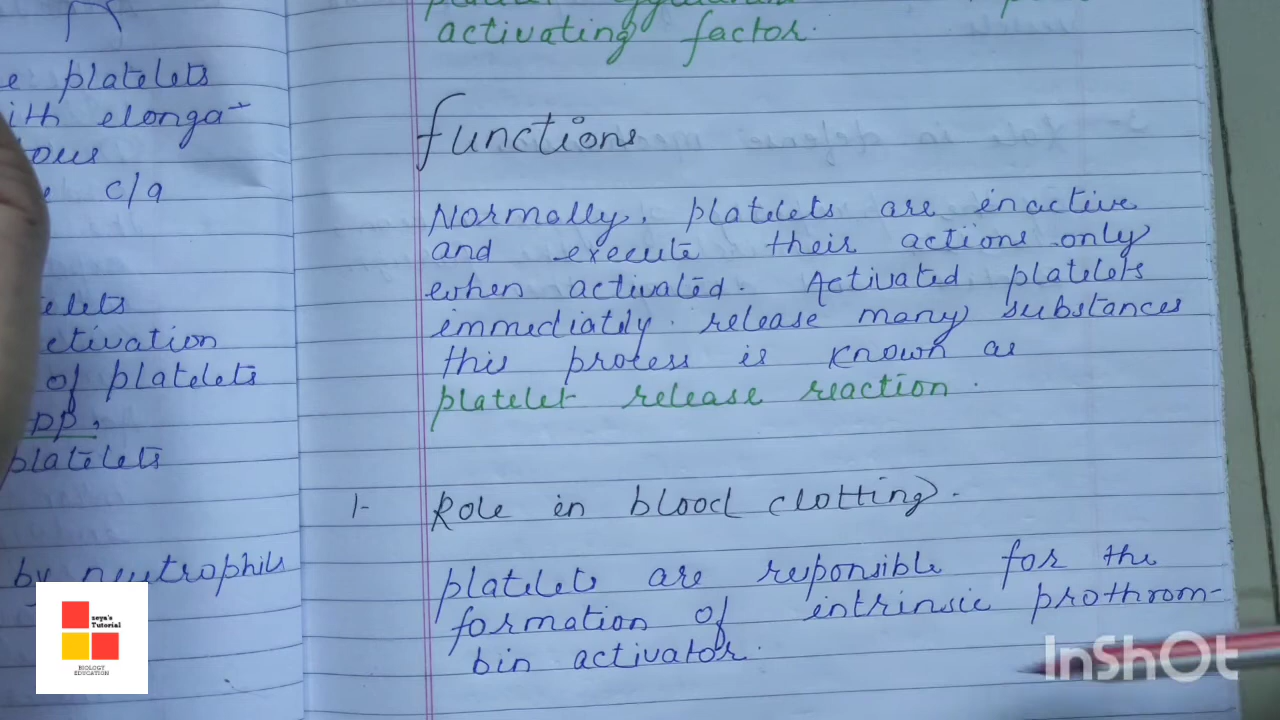 e platelets
ith elonga-
ous
c/a
elets
ctivation
of platelets
pp,
platelets
by neutrophils
activating factor.
functions
Normally, platelets are inactive
and execute their actions only
when activated. Activated platelets
immediatly release many substances
this process is known as
platelet release reaction.
1- Role in blood clotting.
platelets are reponsible for the
formation of intrinsic prothrom-
bin activator.
zeya's
Tutorial
BIOLOGY
EDUCATION
InShOt